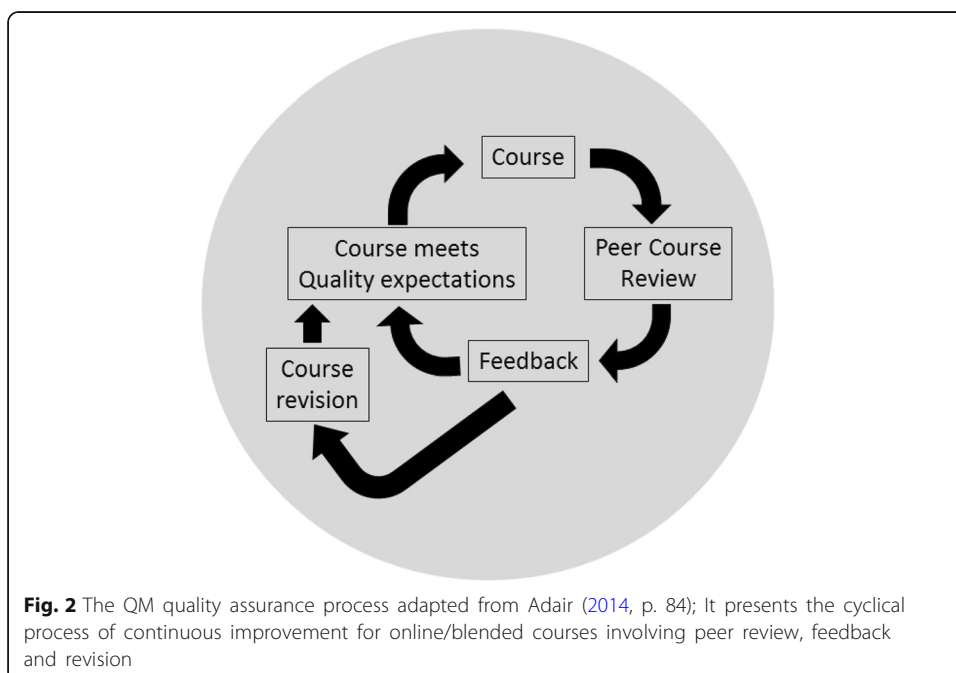 Course
Course meets
Quality expectations
Peer Course
Review
Feedback
Course
revision
Fig. 2 The QM quality assurance process adapted from Adair (2014, p. 84); It presents the cyclical
process of continuous improvement for online/blended courses involving peer review, feedback
and revision